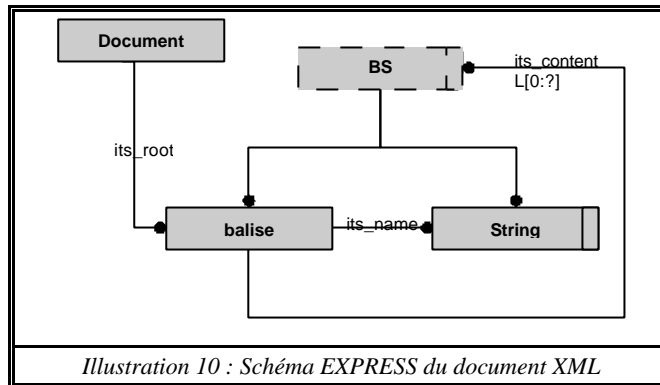 Document
BS
its_content
L[0:?]
its_root
balise
its_name
String
Illustration 10 : Schéma EXPRESS du document XML